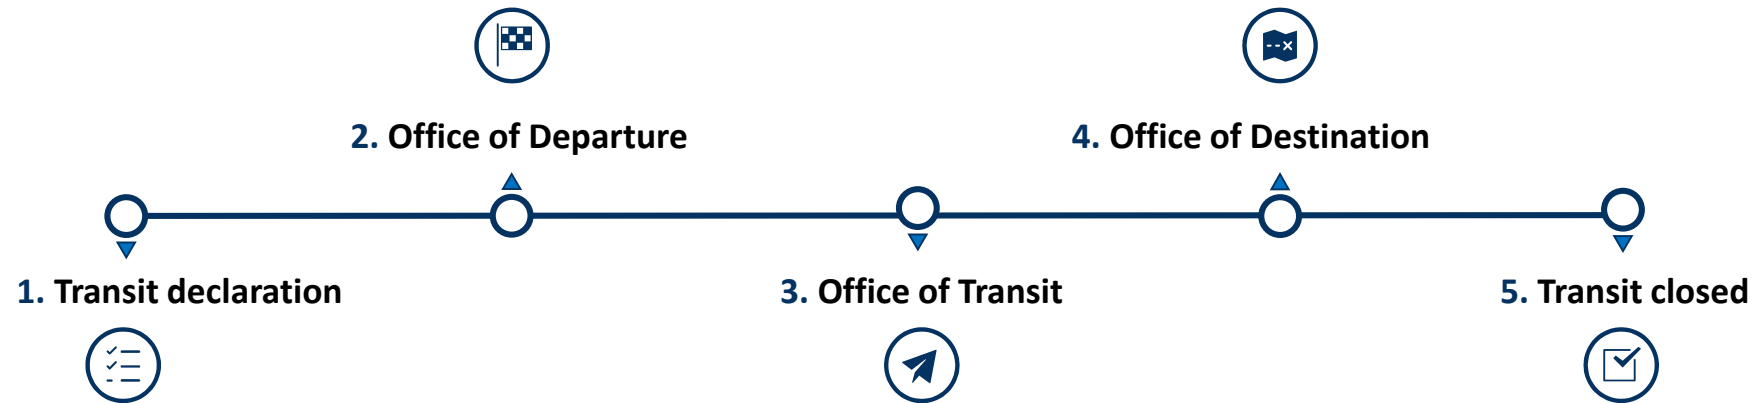 1. Transit declaration
2. Office of Departure
3. Office of Transit
4. Office of Destination
5. Transit closed